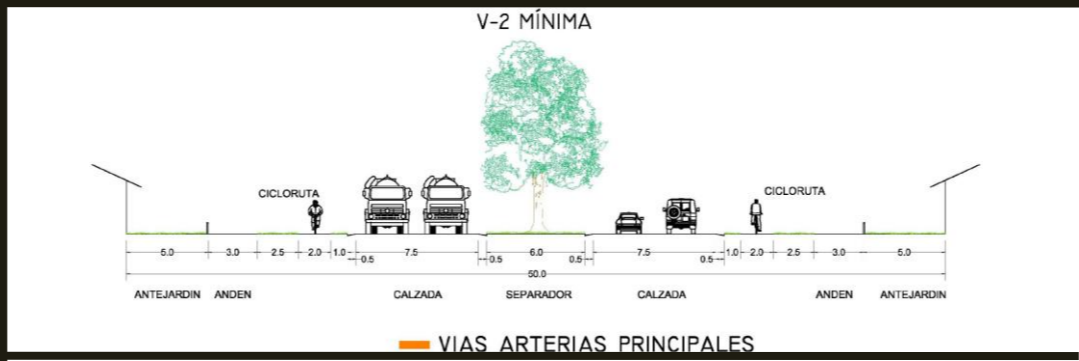 V-2 MÍNIMA
CICLORUTA
CICLORUTA
5.0 3.0 2.5 2.0 1.0 0.5 7.5 0.5 6.0 0.5 7.5 0.5 1.0 2.0 2.5 3.0 5.0
50.0
ANTEJARDIN ANDEN CALZADA SEPARADOR CALZADA ANDEN ANTEJARDIN
VIAS ARTERIAS PRINCIPALES